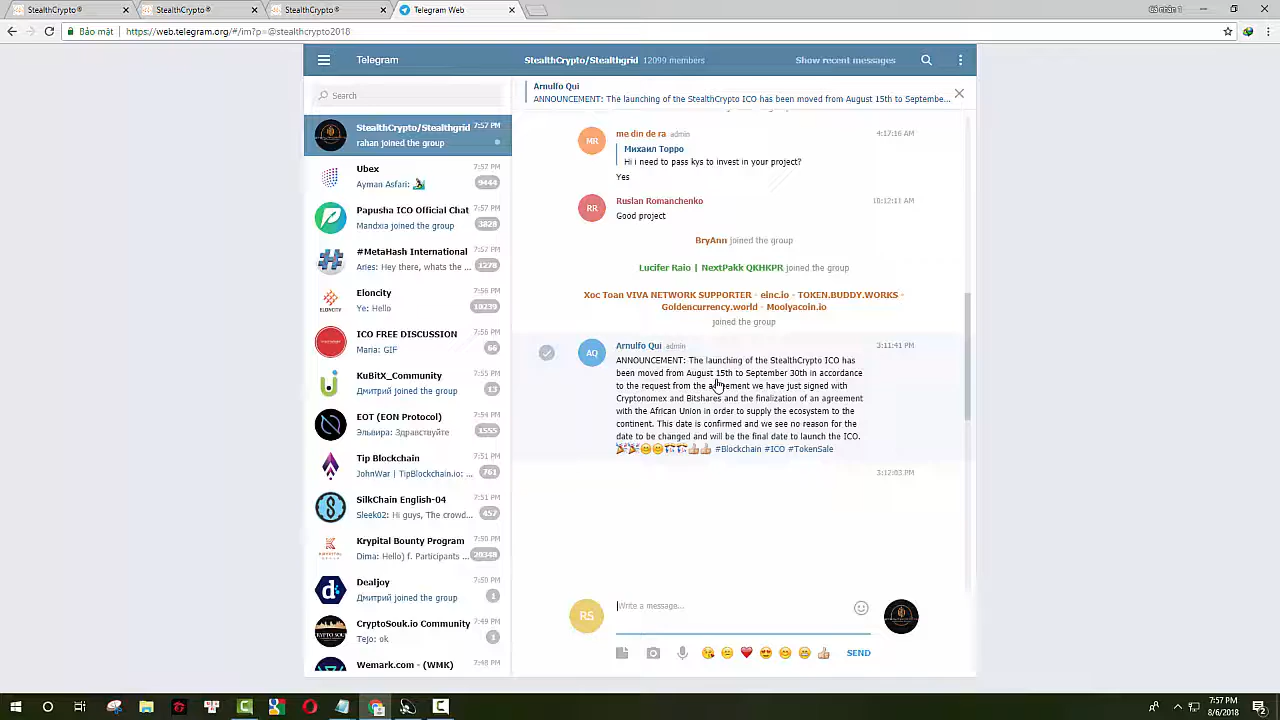 StealthCrypto ®
StealthCrypto ®
StealthCrypto ®
Telegram Web
Bảo mật
https://web.telegram.org/#/im?p=@stealthcrypto2018
Telegram
StealthCrypto/Stealthgrid 12099 members
Show recent messages
Search
StealthCrypto/Stealthgrid 7:57 PM
rahan joined the group
Ubex 7:57 PM
Ayman Asfari: 9444
Papusha ICO Official Chat 7:57 PM
Mandxia joined the group 3828
#MetaHash International 7:57 PM
Aries: Hey there, whats the ... 1278
Eloncity 7:56 PM
Ye: Hello 10239
ELONCITY
ICO FREE DISCUSSION 7:56 PM
Maria: GIF 66
KuBitX_Community 7:55 PM
Дмитрий joined the group 13
EOT (EON Protocol) 7:54 PM
Эльвира: Здравствуйте 1555
Tip Blockchain 7:51 PM
JohnWar | TipBlockchain.io: ... 761
SilkChain English-04 7:51 PM
Sleek02: Hi guys, The crowd... 457
Krypital Bounty Program 7:50 PM
Dima: Hello) f. Participants ... 20348
Dealjoy 7:50 PM
Дмитрий joined the group 1
CryptoSouk.io Community 7:49 PM
TeJo: ok 1
Wemark.com - (WMK) 7:48 PM
Arnulfo Qui
ANNOUNCEMENT: The launching of the StealthCrypto ICO has been moved from August 15th to Septembe...
MR
me din de ra admin 4:17:16 AM
Михаил Торро
Hi i need to pass kys to invest in your project?
Yes
RR
Ruslan Romanchenko 10:12:11 AM
Good project
BryAnn joined the group
Lucifer Raio | NextPakk QKHKPR joined the group
Xoc Toan VIVA NETWORK SUPPORTER - einc.io - TOKEN.BUDDY.WORKS -
Goldencurrency.world - Moolyacoin.io
joined the group
AQ
Arnulfo Qui admin 3:11:41 PM
ANNOUNCEMENT: The launching of the StealthCrypto ICO has
been moved from August 15th to September 30th in accordance
to the request from the agreement we have just signed with
Cryptonomex and Bitshares and the finalization of an agreement
with the African Union in order to supply the ecosystem to the
continent. This date is confirmed and we see no reason for the
date to be changed and will be the final date to launch the ICO.
🎉🎉😊😊🎊🎊👍👍 #Blockchain #ICO #TokenSale
3:12:03 PM
RS
Write a message...
SEND
7:57 PM
8/6/2018